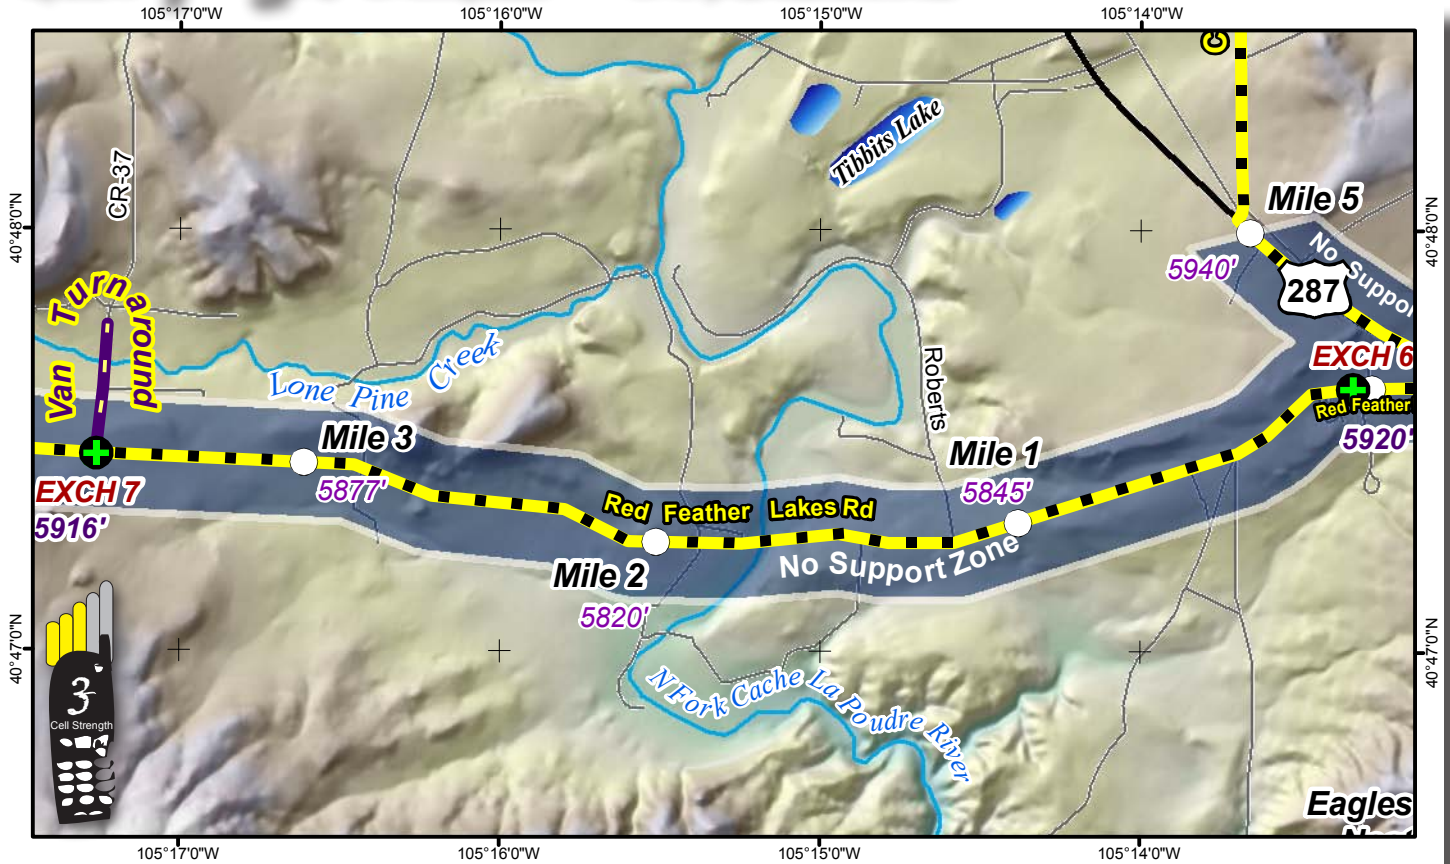 105°17'0"W
105°16'0"W
105°15'0"W
105°14'0"W
C
Tibbits Lake
CR-37
40°48'0"N
40°48'0"N
Mile 5
5940'
No Suppor
287
Van Turnaround
EXCH 6
Lone Pine Creek
Roberts
Red Feather
5920'
Mile 3
5877'
Mile 1
5845'
EXCH 7
5916'
Red Feather Lakes Rd
No Support Zone
Mile 2
5820'
40°47'0"N
40°47'0"N
N Fork Cache La Poudre River
3
Cell Strength
Eagles
105°17'0"W
105°16'0"W
105°15'0"W
105°14'0"W